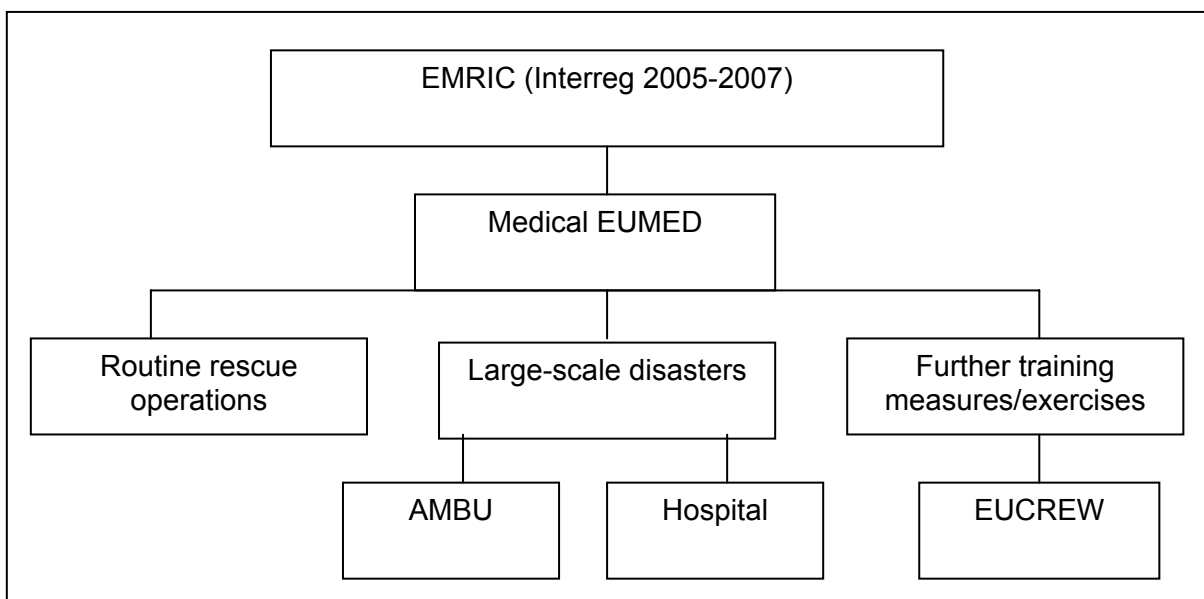 EMRIC (Interreg 2005-2007)
Medical EUMED
Routine rescue
operations
Large-scale disasters
Further training
measures/exercises
AMBU
Hospital
EUCREW